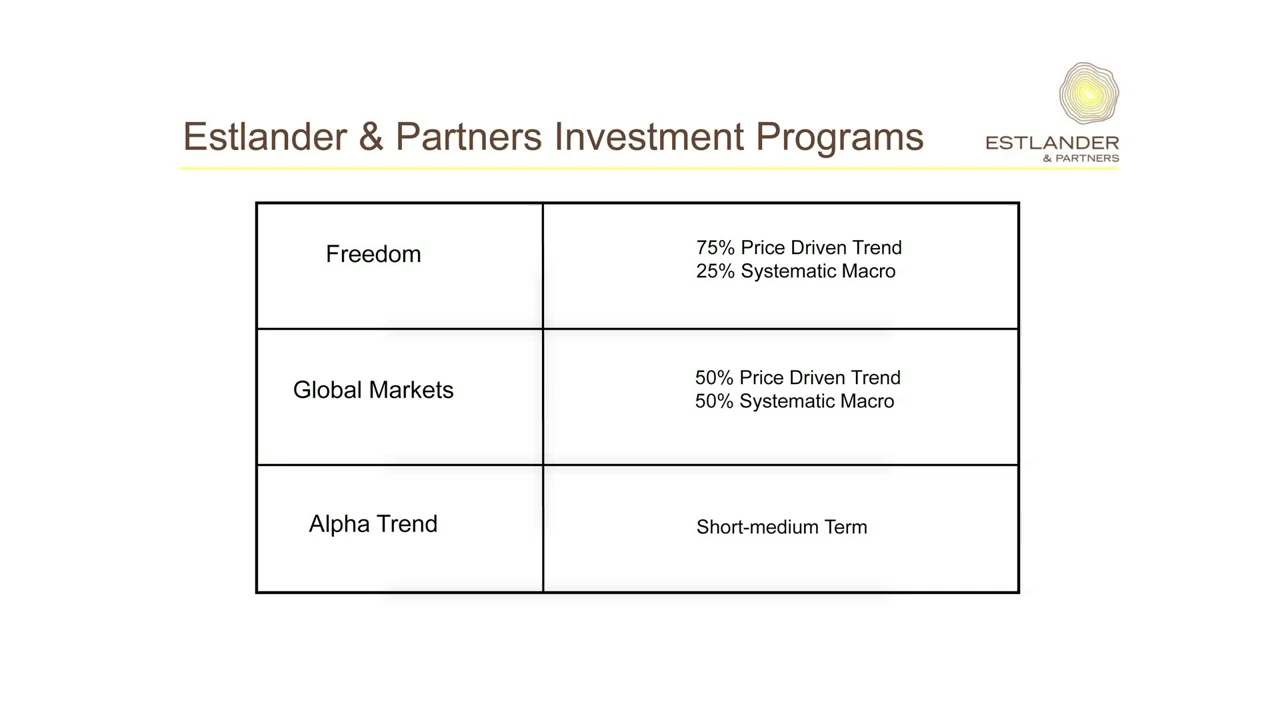 Estlander & Partners Investment Programs
ESTLANDER
& PARTNERS
Freedom
75% Price Driven Trend
25% Systematic Macro
Global Markets
50% Price Driven Trend
50% Systematic Macro
Alpha Trend
Short-medium Term